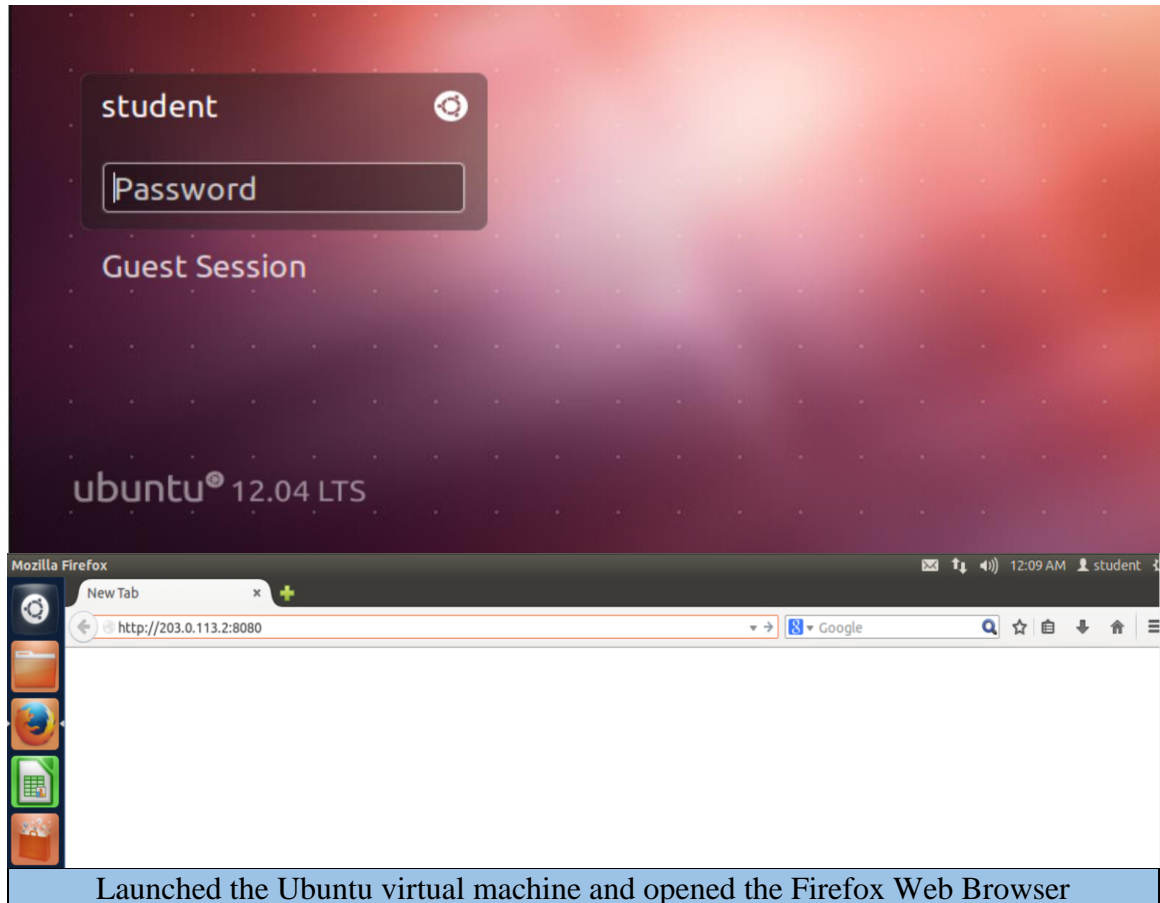 student
Password
Guest Session
ubuntu 12.04 LTS
Mozilla Firefox 12:09 AM student
New Tab
http://203.0.113.2:8080 8 Google
Launched the Ubuntu virtual machine and opened the Firefox Web Browser